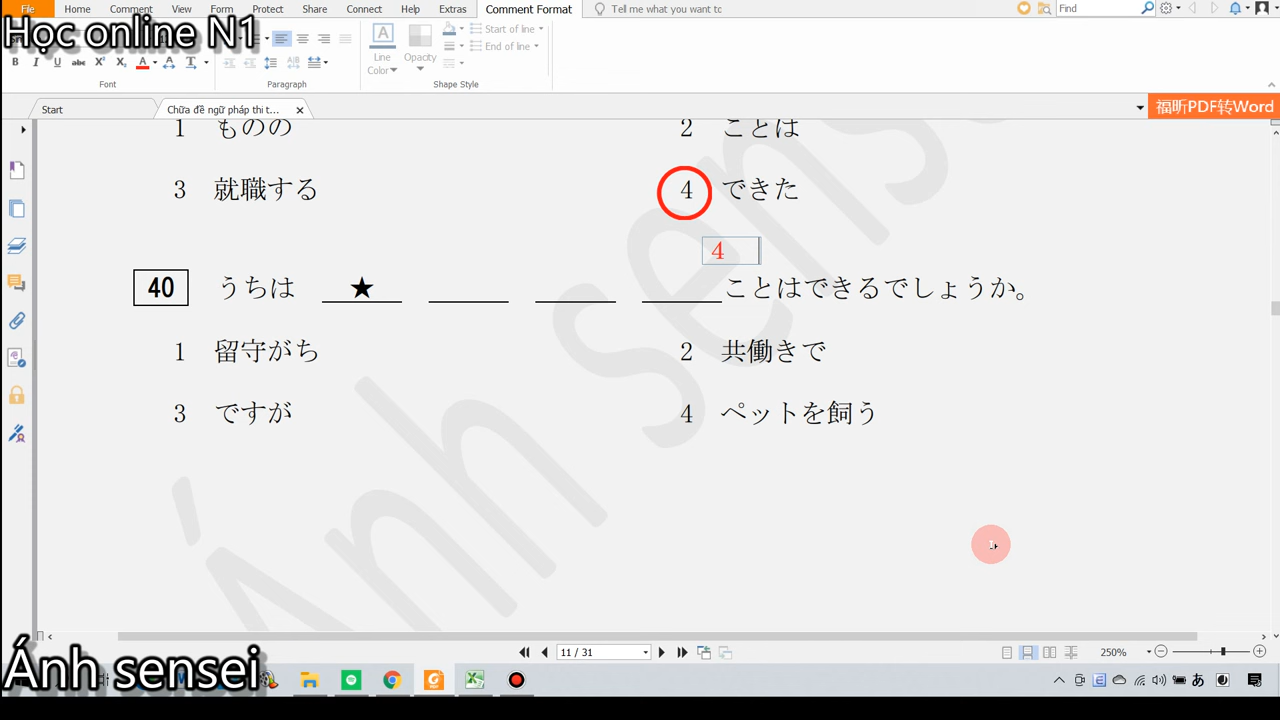 File Home Comment View Form Protect Share Connect Help Extras Comment Format Tell me what you want tc Find
Học online N1
Line Color Opacity Start of line End of line
Font Paragraph Shape Style
Start Chữa đề ngữ pháp thi t... 福昕PDF转Word
1 ものの 2 ことは
3 就職する 4 できた
4
40 うちは ★ ことはできるでしょうか。
1 留守がち 2 共働きで
3 ですが 4 ペットを飼う
Ánh sensei
11 / 31 250%
Ánh sensei